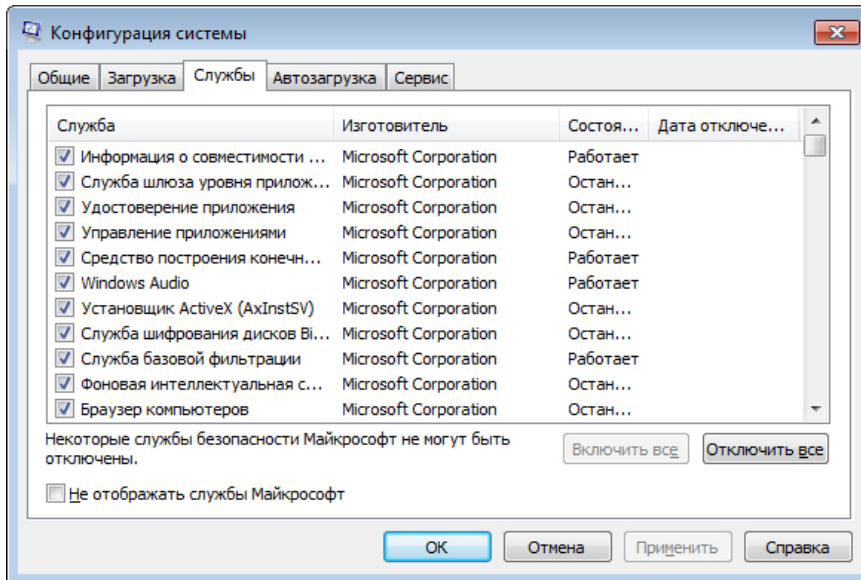 Конфигурация системы
Общие Загрузка Службы Автозагрузка Сервис
Служба Изготовитель Состоя... Дата отключе...
Информация о совместимости ... Microsoft Corporation Работает
Служба шлюза уровня прилож... Microsoft Corporation Остан...
Удостоверение приложения Microsoft Corporation Остан...
Управление приложениями Microsoft Corporation Остан...
Средство построения конечн... Microsoft Corporation Работает
Windows Audio Microsoft Corporation Работает
Установщик ActiveX (AxInstSV) Microsoft Corporation Остан...
Служба шифрования дисков Bi... Microsoft Corporation Остан...
Служба базовой фильтрации Microsoft Corporation Работает
Фоновая интеллектуальная с... Microsoft Corporation Остан...
Браузер компьютеров Microsoft Corporation Остан...
Некоторые службы безопасности Майкрософт не могут быть
отключены.
Включить все Отключить все
Не отображать службы Майкрософт
ОК Отмена Применить Справка